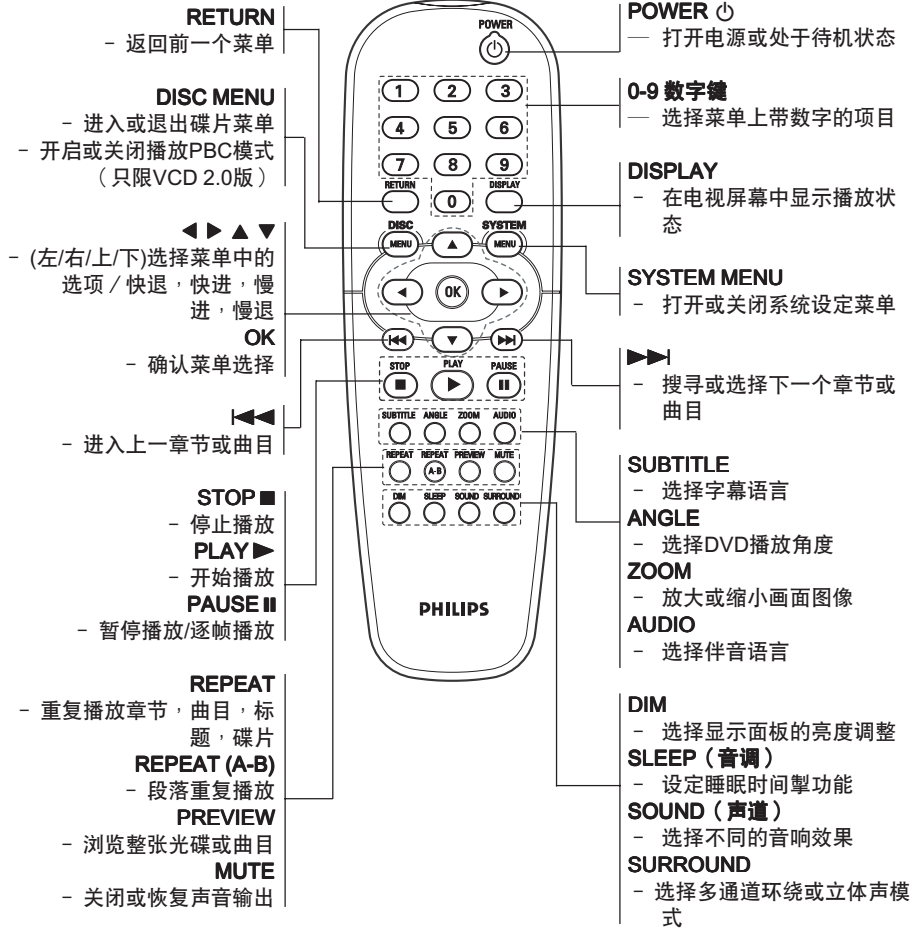 RETURN
- 返回前一个菜单
DISC MENU
- 进入或退出碟片菜单
- 开启或关闭播放PBC模式
（只限VCD 2.0版）
◀ ▶ ▲ ▼
- (左/右/上/下)选择菜单中的
选项／快退，快进，慢
进，慢退
OK
- 确认菜单选择
|◀◀
- 进入上一章节或曲目
STOP ■
- 停止播放
PLAY ▶
- 开始播放
PAUSE ▮▮
- 暂停播放/逐帧播放
REPEAT
- 重复播放章节，曲目，标
题，碟片
REPEAT (A-B)
- 段落重复播放
PREVIEW
- 浏览整张光碟或曲目
MUTE
- 关闭或恢复声音输出
POWER
1 2 3
4 5 6
7 8 9
RETURN 0 DISPLAY
DISC SYSTEM
MENU MENU
OK
STOP PLAY PAUSE
SUBTITLE ANGLE ZOOM AUDIO
REPEAT REPEAT PREVIEW MUTE
A-B
DIM SLEEP SOUND SURROUND
PHILIPS
POWER ⏻
— 打开电源或处于待机状态
0-9 数字键
— 选择菜单上带数字的项目
DISPLAY
- 在电视屏幕中显示播放状
态
SYSTEM MENU
- 打开或关闭系统设定菜单
▶▶|
- 搜寻或选择下一个章节或
曲目
SUBTITLE
- 选择字幕语言
ANGLE
- 选择DVD播放角度
ZOOM
- 放大或缩小画面图像
AUDIO
- 选择伴音语言
DIM
- 选择显示面板的亮度调整
SLEEP（音调）
- 设定睡眠时间掣功能
SOUND（声道）
- 选择不同的音响效果
SURROUND
- 选择多通道环绕或立体声模
式